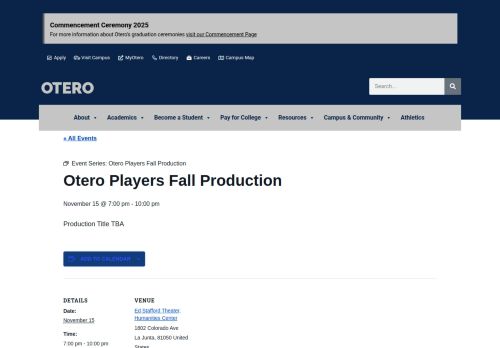 Commencement Ceremony 2025
For more information about Otero's graduation ceremonies visit our Commencement Page
Apply Visit Campus MyOtero Directory Careers Campus Map
OTERO
Search...
About Academics Become a Student Pay for College Resources Campus & Community Athletics
« All Events
Event Series: Otero Players Fall Production
Otero Players Fall Production
November 15 @ 7:00 pm - 10:00 pm
Production Title TBA
ADD TO CALENDAR
DETAILS
Date:
November 15
Time:
7:00 pm - 10:00 pm
VENUE
Ed Stafford Theater,
Humanities Center
1802 Colorado Ave
La Junta, 81050 United
States